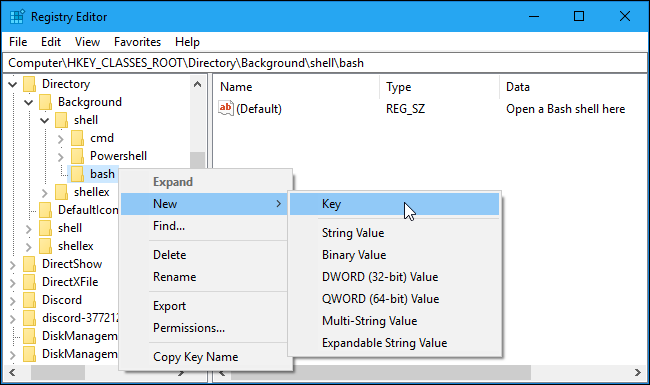 Registry Editor
File Edit View Favorites Help
Computer\HKEY_CLASSES_ROOT\Directory\Background\shell\bash
Directory
Background
shell
cmd
Powershell
bash
shellex
DefaultIcon
shell
shellex
DirectShow
DirectXFile
Discord
discord-377212
DiskManagem
DiskManagem
Name Type Data
ab (Default) REG_SZ Open a Bash shell here
Expand
New
Find...
Delete
Rename
Export
Permissions...
Copy Key Name
Key
String Value
Binary Value
DWORD (32-bit) Value
QWORD (64-bit) Value
Multi-String Value
Expandable String Value